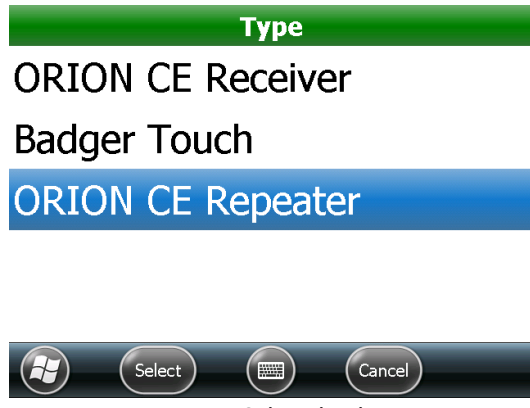 Type
ORION CE Receiver
Badger Touch
ORION CE Repeater
Select Cancel